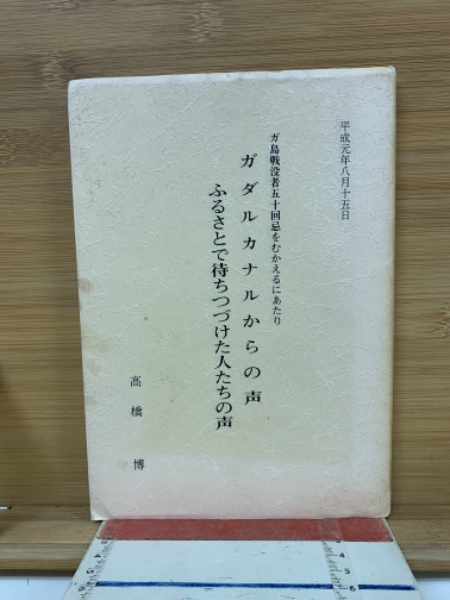 平成元年八月十五日
ガ島戦没者五十回忌をむかえるにあたり
ガダルカナルからの声
ふるさとで待ちつづけた人たちの声
高橋博